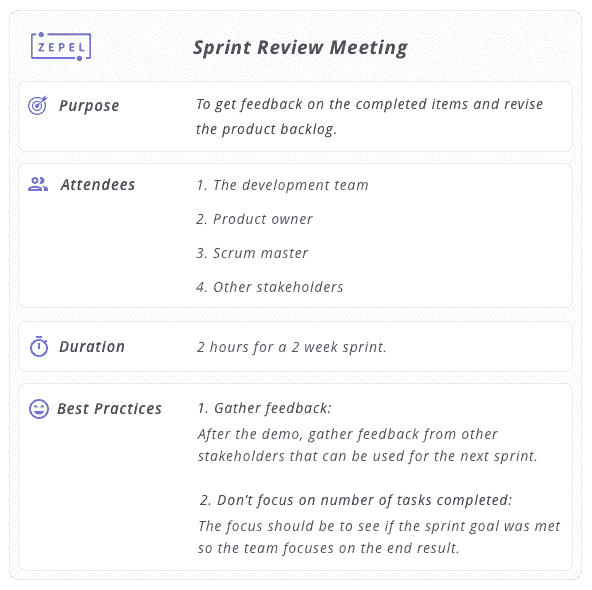 ZEPEL
Sprint Review Meeting
Purpose
To get feedback on the completed items and revise
the product backlog.
Attendees
1. The development team
2. Product owner
3. Scrum master
4. Other stakeholders
Duration
2 hours for a 2 week sprint.
Best Practices
1. Gather feedback:
After the demo, gather feedback from other
stakeholders that can be used for the next sprint.
2. Don't focus on number of tasks completed:
The focus should be to see if the sprint goal was met
so the team focuses on the end result.